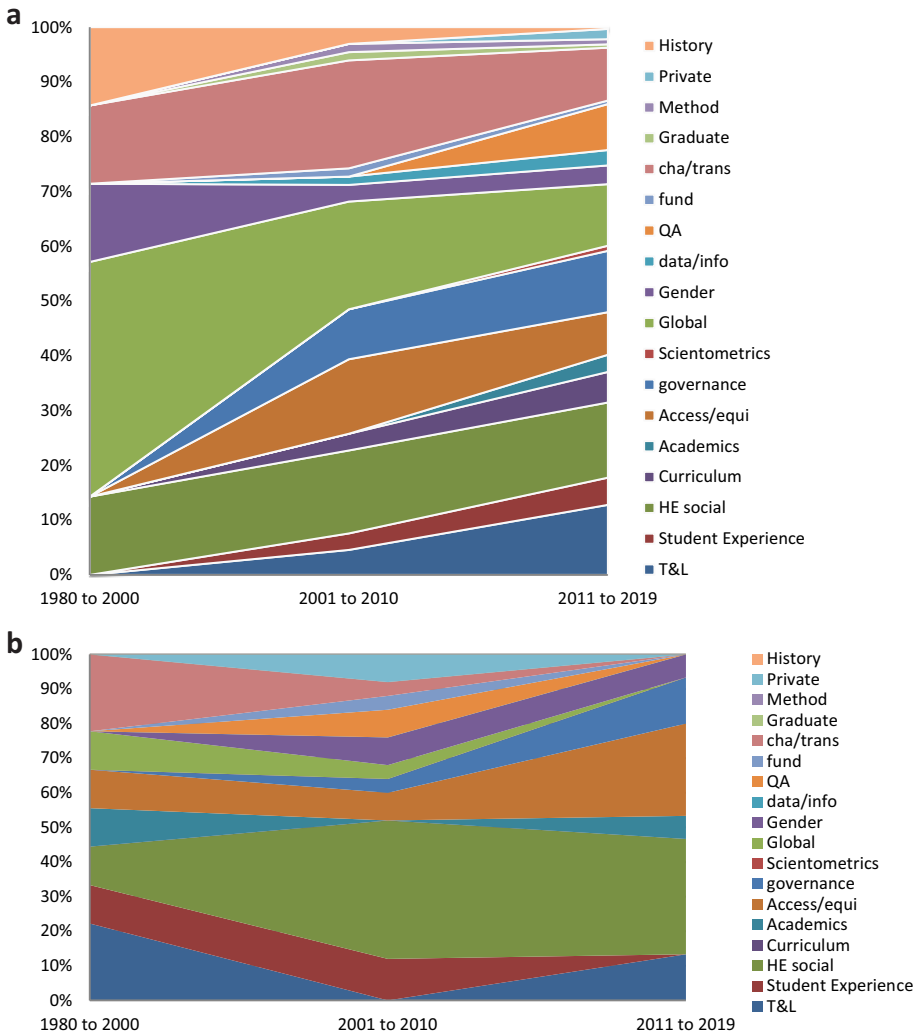 a
100%
90%
80%
70%
60%
50%
40%
30%
20%
10%
0%
1980 to 2000
2001 to 2010
2011 to 2019
History
Private
Method
Graduate
cha/trans
fund
QA
data/info
Gender
Global
Scientometrics
governance
Access/equi
Academics
Curriculum
HE social
Student Experience
T&L
b
100%
90%
80%
70%
60%
50%
40%
30%
20%
10%
0%
1980 to 2000
2001 to 2010
2011 to 2019
History
Private
Method
Graduate
cha/trans
fund
QA
data/info
Gender
Global
Scientometrics
governance
Access/equi
Academics
Curriculum
HE social
Student Experience
T&L